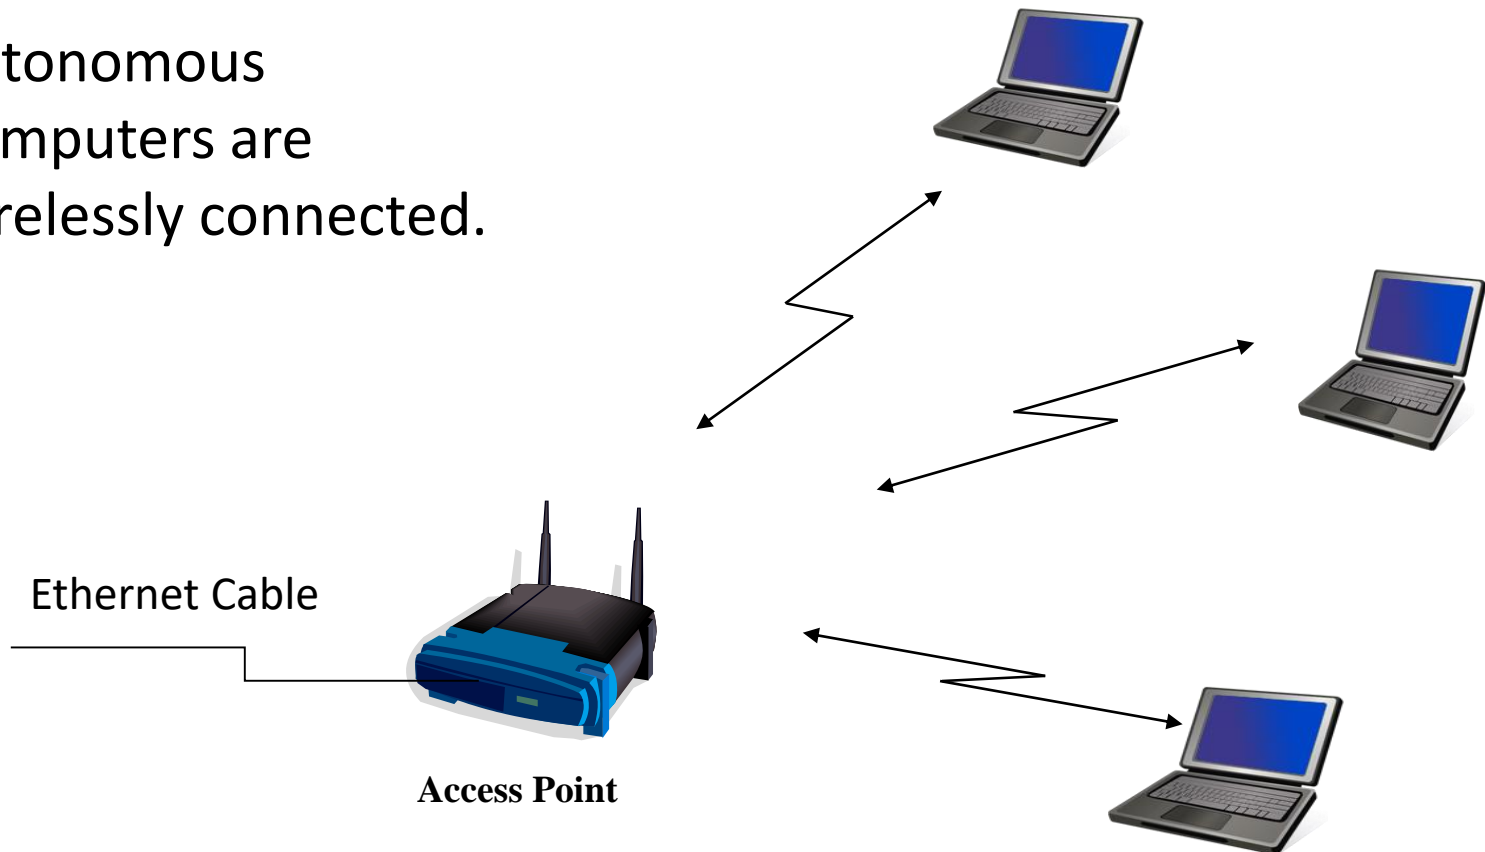 tonomous
mputers are
relessly connected.
Ethernet Cable
Access Point